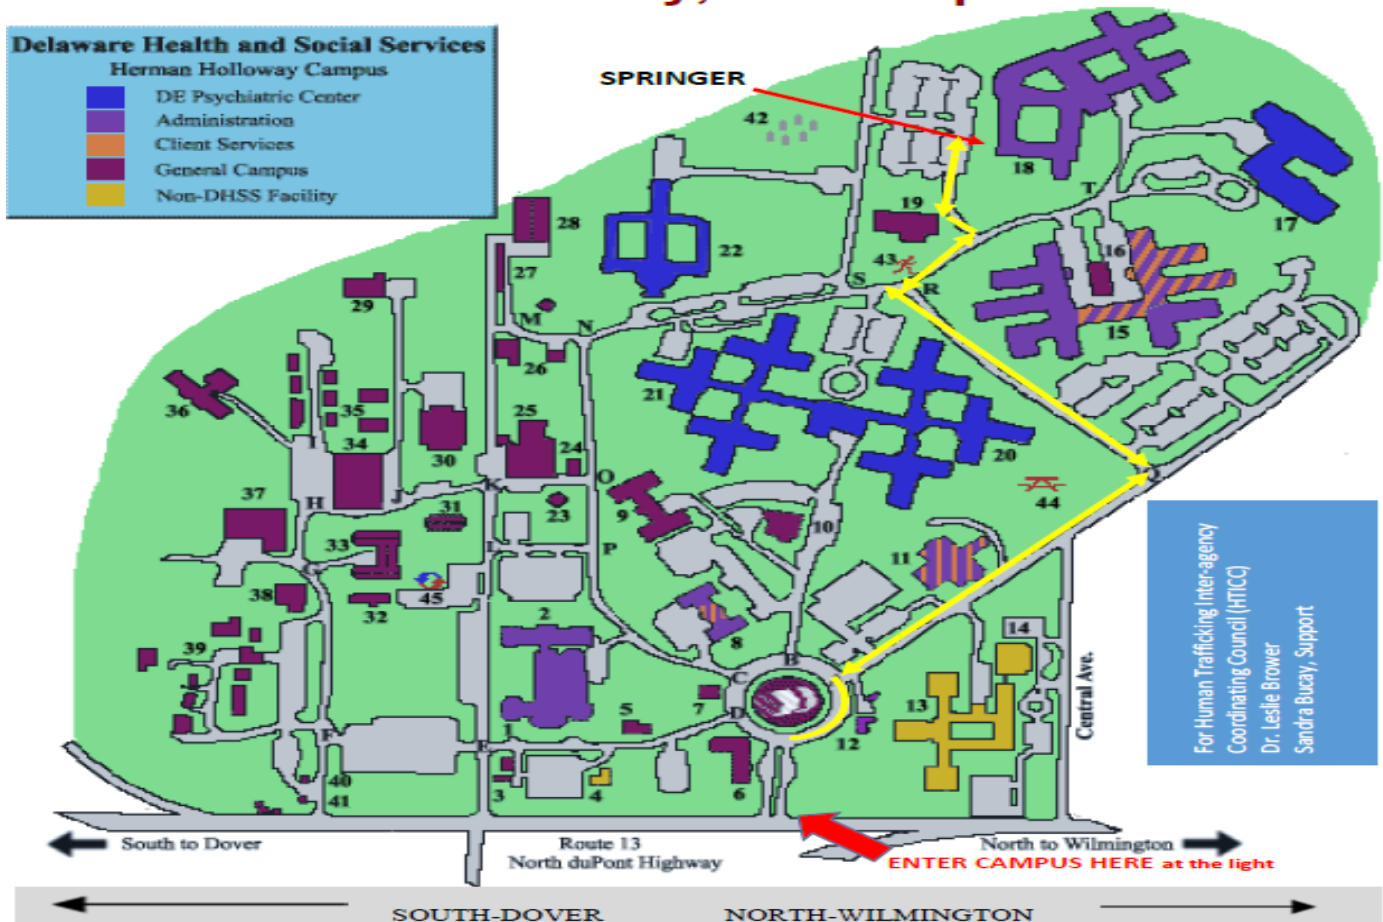 Delaware Health and Social Services
Herman Holloway Campus
DE Psychiatric Center
Administration
Client Services
General Campus
Non-DHSS Facility
SPRINGER
42
18
T
17
19
28
22
43
16
27
S
R
29
M
N
15
26
21
36
35
25
34
24
30
20
K
O
44
37
H
J
23
9
31
10
33
I
P
11
G
45
38
32
2
8
14
39
B
C
7
D
13
5
1
12
F
E
40
3
4
6
41
Central Ave.
For Human Trafficking Inter-agency
Coordinating Council (HTICC)
Dr. Leslie Brower
Sandra Bucay, Support
South to Dover
Route 13
North duPont Highway
North to Wilmington
ENTER CAMPUS HERE at the light
SOUTH-DOVER
NORTH-WILMINGTON